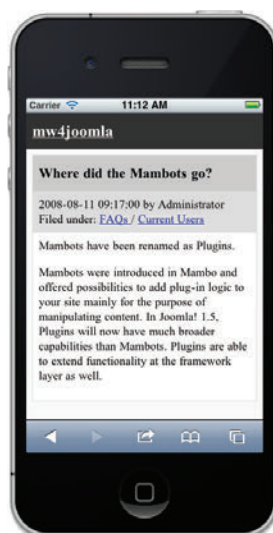 Carrier 11:12 AM
mw4joomla
Where did the Mambots go?
2008-08-11 09:17:00 by Administrator
Filed under: FAQs / Current Users
Mambots have been renamed as Plugins.
Mambots were introduced in Mambo and
offered possibilities to add plug-in logic to
your site mainly for the purpose of
manipulating content. In Joomla! 1.5,
Plugins will now have much broader
capabilities than Mambots. Plugins are able
to extend functionality at the framework
layer as well.